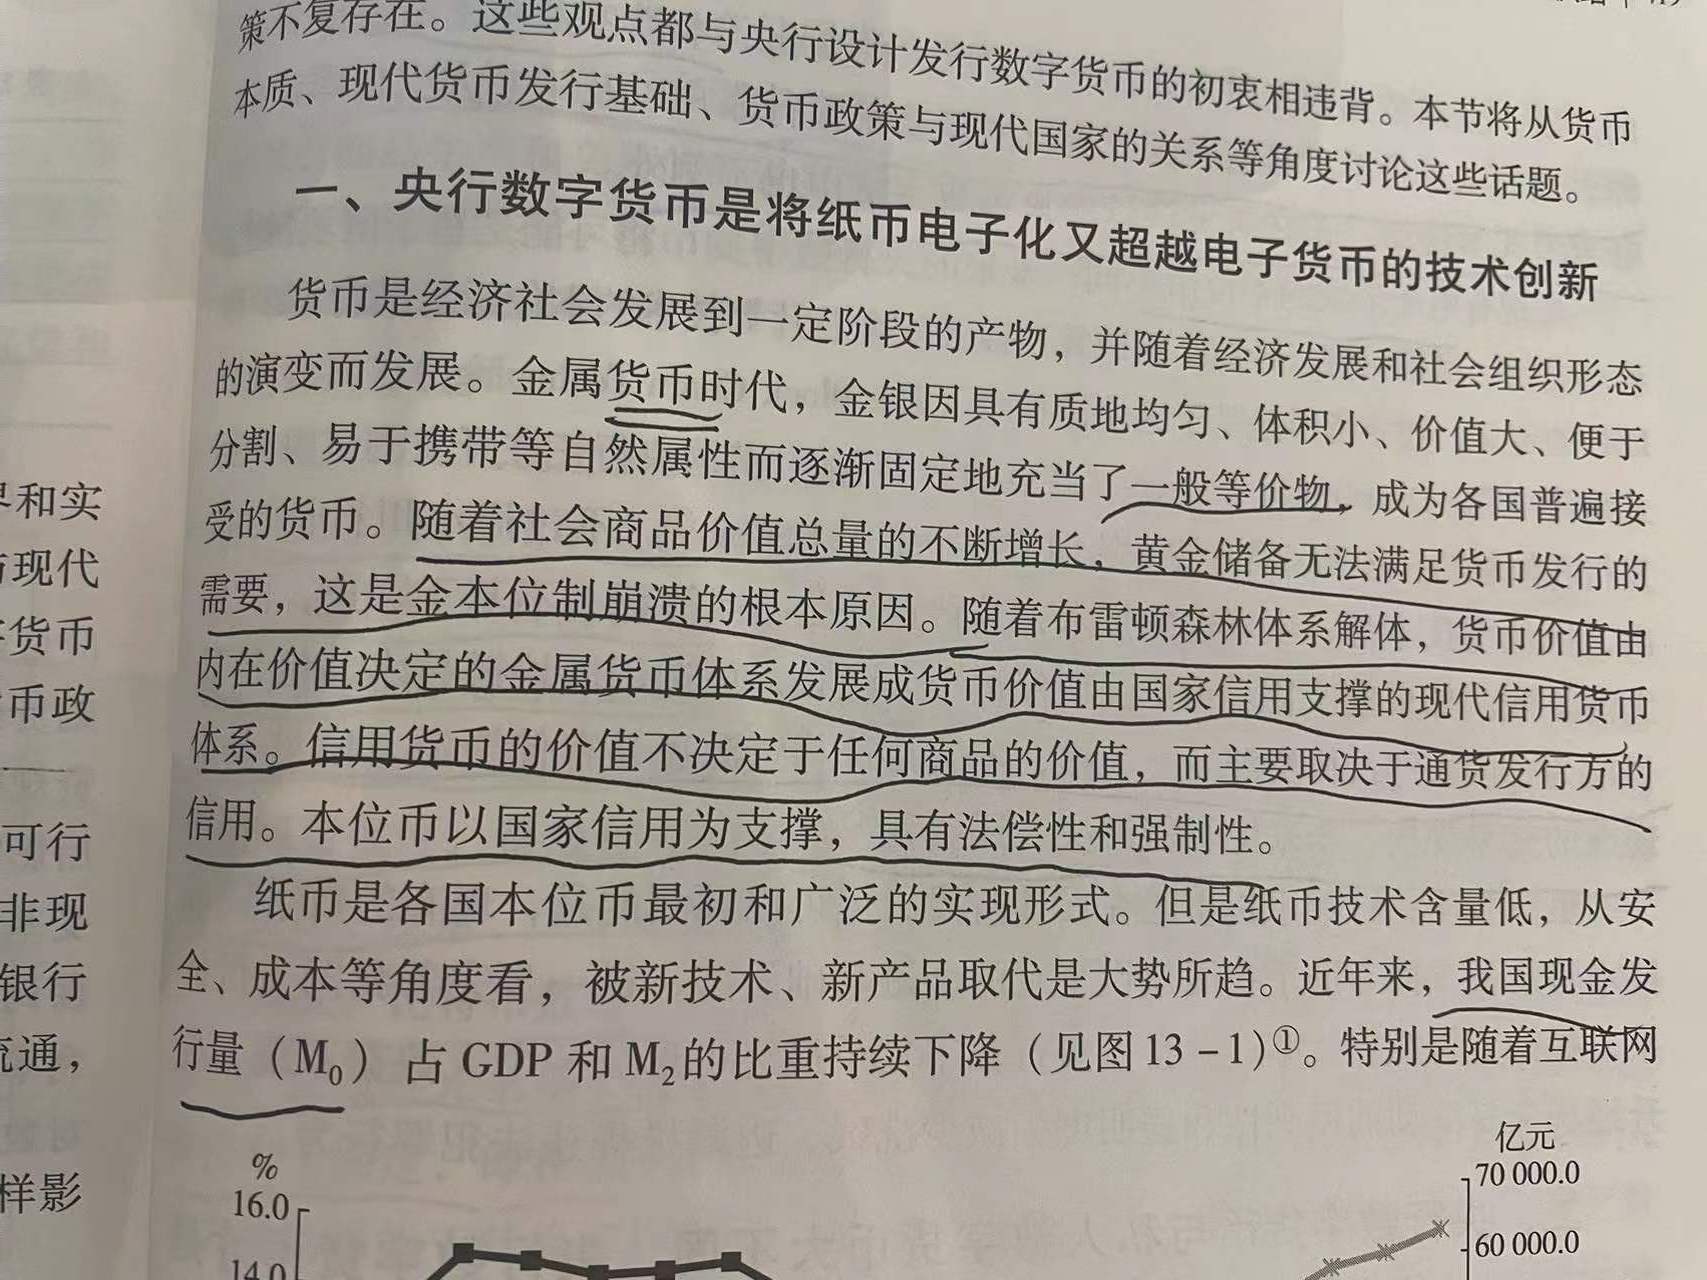 策不复存在。这些观点都与央行设计发行数字货币的初衷相违背。本节将从货币
本质、现代货币发行基础、货币政策与现代国家的关系等角度讨论这些话题。
一、央行数字货币是将纸币电子化又超越电子货币的技术创新
货币是经济社会发展到一定阶段的产物，并随着经济发展和社会组织形态
的演变而发展。金属货币时代，金银因具有质地均匀、体积小、价值大、便于
分割、易于携带等自然属性而逐渐固定地充当了一般等价物，成为各国普遍接
受的货币。随着社会商品价值总量的不断增长，黄金储备无法满足货币发行的
需要，这是金本位制崩溃的根本原因。随着布雷顿森林体系解体，货币价值由
内在价值决定的金属货币体系发展成货币价值由国家信用支撑的现代信用货币
体系。信用货币的价值不决定于任何商品的价值，而主要取决于通货发行方的
信用。本位币以国家信用为支撑，具有法偿性和强制性。
纸币是各国本位币最初和广泛的实现形式。但是纸币技术含量低，从安
全、成本等角度看，被新技术、新产品取代是大势所趋。近年来，我国现金发
行量（M₀）占 GDP 和 M₂的比重持续下降（见图 13－1）①。特别是随着互联网
%
16.0
14.0
亿元
70 000.0
60 000.0
和实
现代
货币
币政
可行
非现
银行
流通，
样影